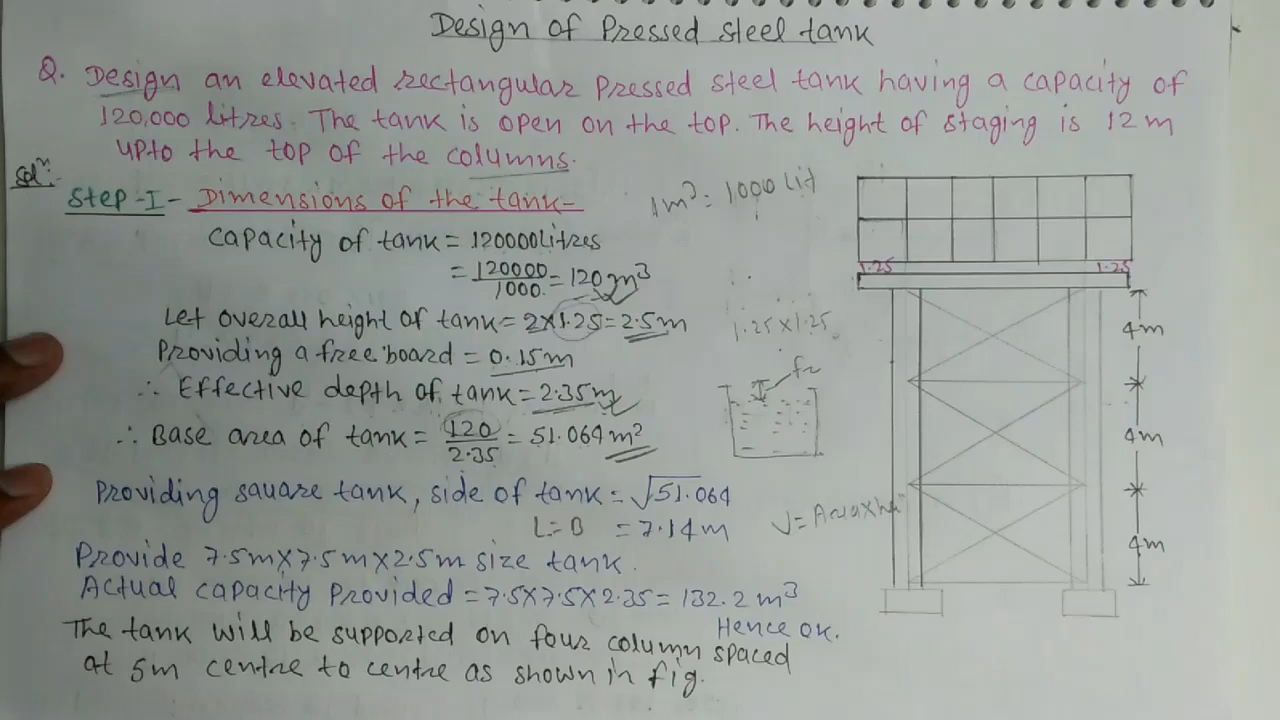 Design of Pressed steel tank
Q. Design an elevated rectangular pressed steel tank having a capacity of
120,000 litres. The tank is open on the top. The height of staging is 12 m
upto the top of the columns.
Solⁿ:-
Step-I - Dimensions of the tank-
1m³ = 1000 Lit
capacity of tank = 120000 Litres
= 120000/1000 = 120 m³
Let overall height of tank = 2×1.25 = 2.5m
1.25×1.25
Providing a free board = 0.15m
∴ Effective depth of tank = 2.35m
∴ Base area of tank = 120/2.35 = 51.064 m²
Providing square tank, side of tank = √51.064
L=B = 7.14m
Provide 7.5m×7.5m×2.5m size tank.
Actual capacity provided = 7.5×7.5×2.35 = 132.2 m³
Hence ok.
The tank will be supported on four column spaced
at 5m centre to centre as shown in fig.
1.25 1.25
4m
4m
4m